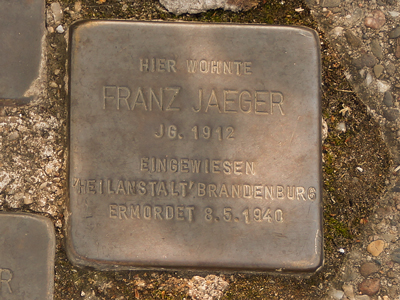 HIER WOHNTE
FRANZ JAEGER
JG. 1912
EINGEWIESEN
'HEILANSTALT' BRANDENBURG
ERMORDET 8.5.1940
R